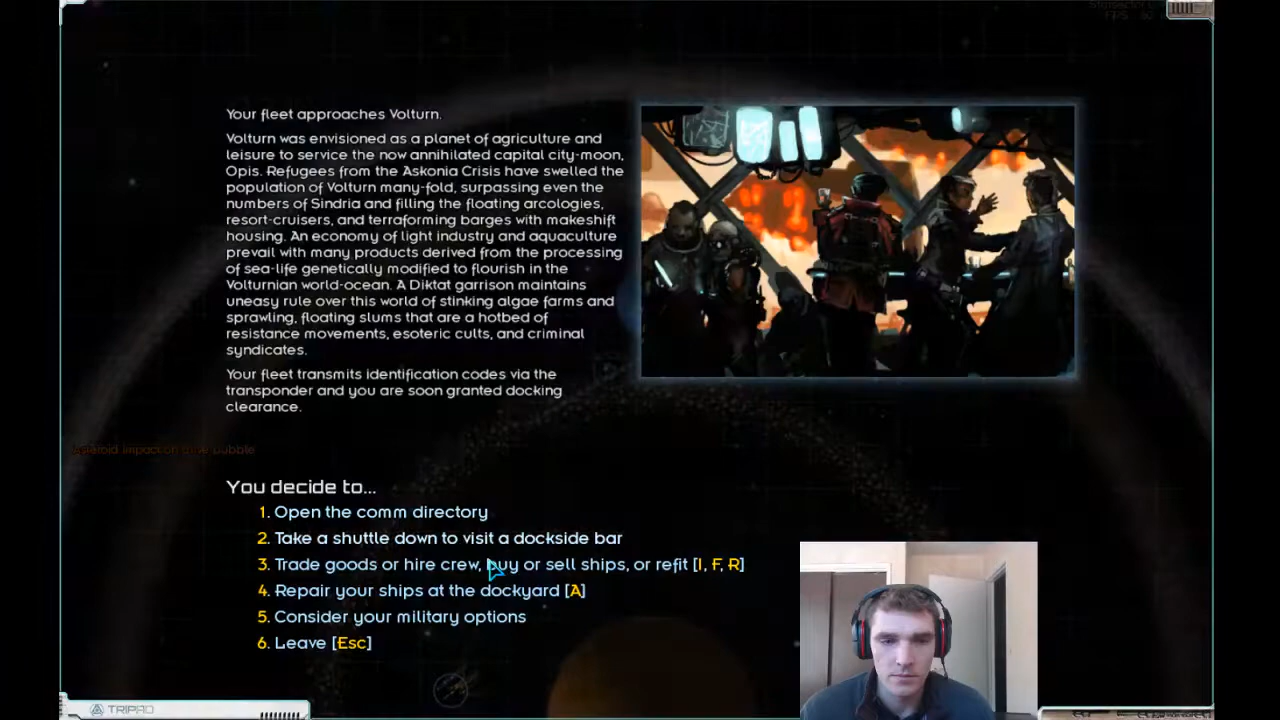 Starsector
FPS 60
Your fleet approaches Volturn.
Volturn was envisioned as a planet of agriculture and
leisure to service the now annihilated capital city-moon,
Opis. Refugees from the Askonia Crisis have swelled the
population of Volturn many-fold, surpassing even the
numbers of Sindria and filling the floating arcologies,
resort-cruisers, and terraforming barges with makeshift
housing. An economy of light industry and aquaculture
prevail with many products derived from the processing
of sea-life genetically modified to flourish in the
Volturnian world-ocean. A Diktat garrison maintains
uneasy rule over this world of stinking algae farms and
sprawling, floating slums that are a hotbed of
resistance movements, esoteric cults, and criminal
syndicates.
Your fleet transmits identification codes via the
transponder and you are soon granted docking
clearance.
Asteroid impact on drive bubble
You decide to...
1. Open the comm directory
2. Take a shuttle down to visit a dockside bar
3. Trade goods or hire crew, buy or sell ships, or refit [I, F, R]
4. Repair your ships at the dockyard [A]
5. Consider your military options
6. Leave [Esc]
TRIPAD